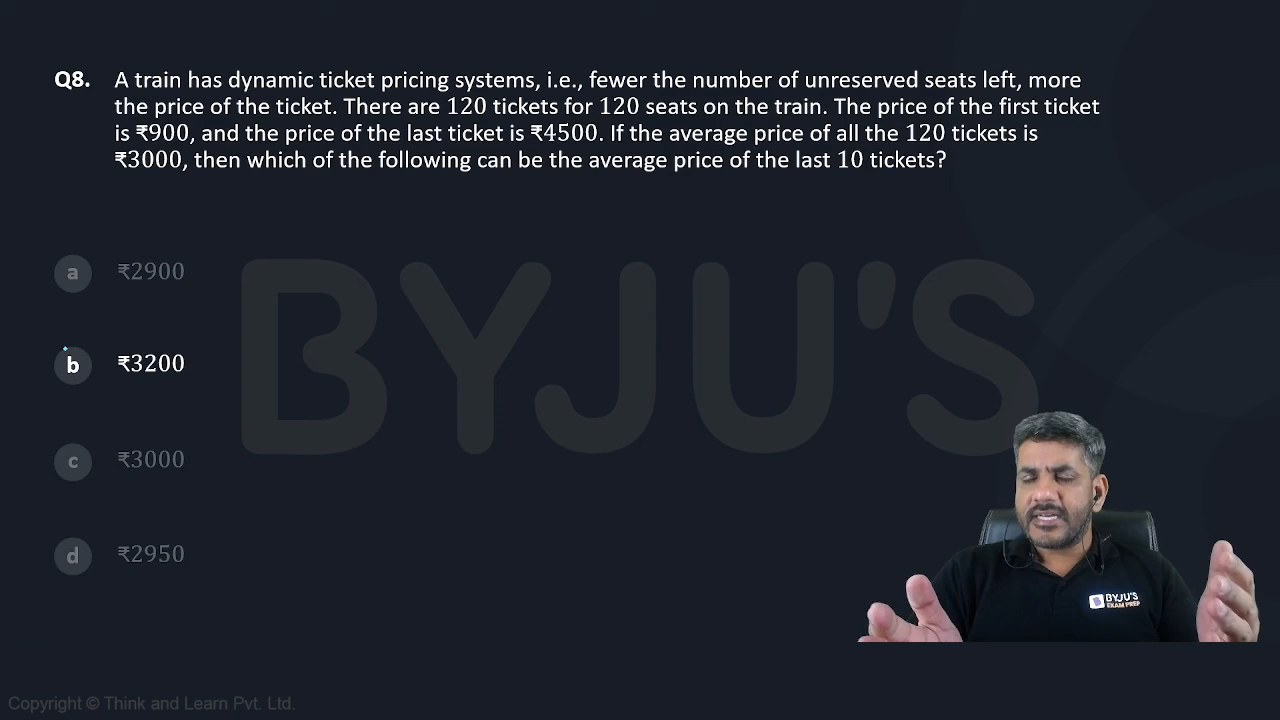 Q8. A train has dynamic ticket pricing systems, i.e., fewer the number of unreserved seats left, more
the price of the ticket. There are 120 tickets for 120 seats on the train. The price of the first ticket
is ₹900, and the price of the last ticket is ₹4500. If the average price of all the 120 tickets is
₹3000, then which of the following can be the average price of the last 10 tickets?
a ₹2900
BYJU'S
b ₹3200
c ₹3000
d ₹2950
BYJU'S
EXAM PREP
Copyright © Think and Learn Pvt. Ltd.